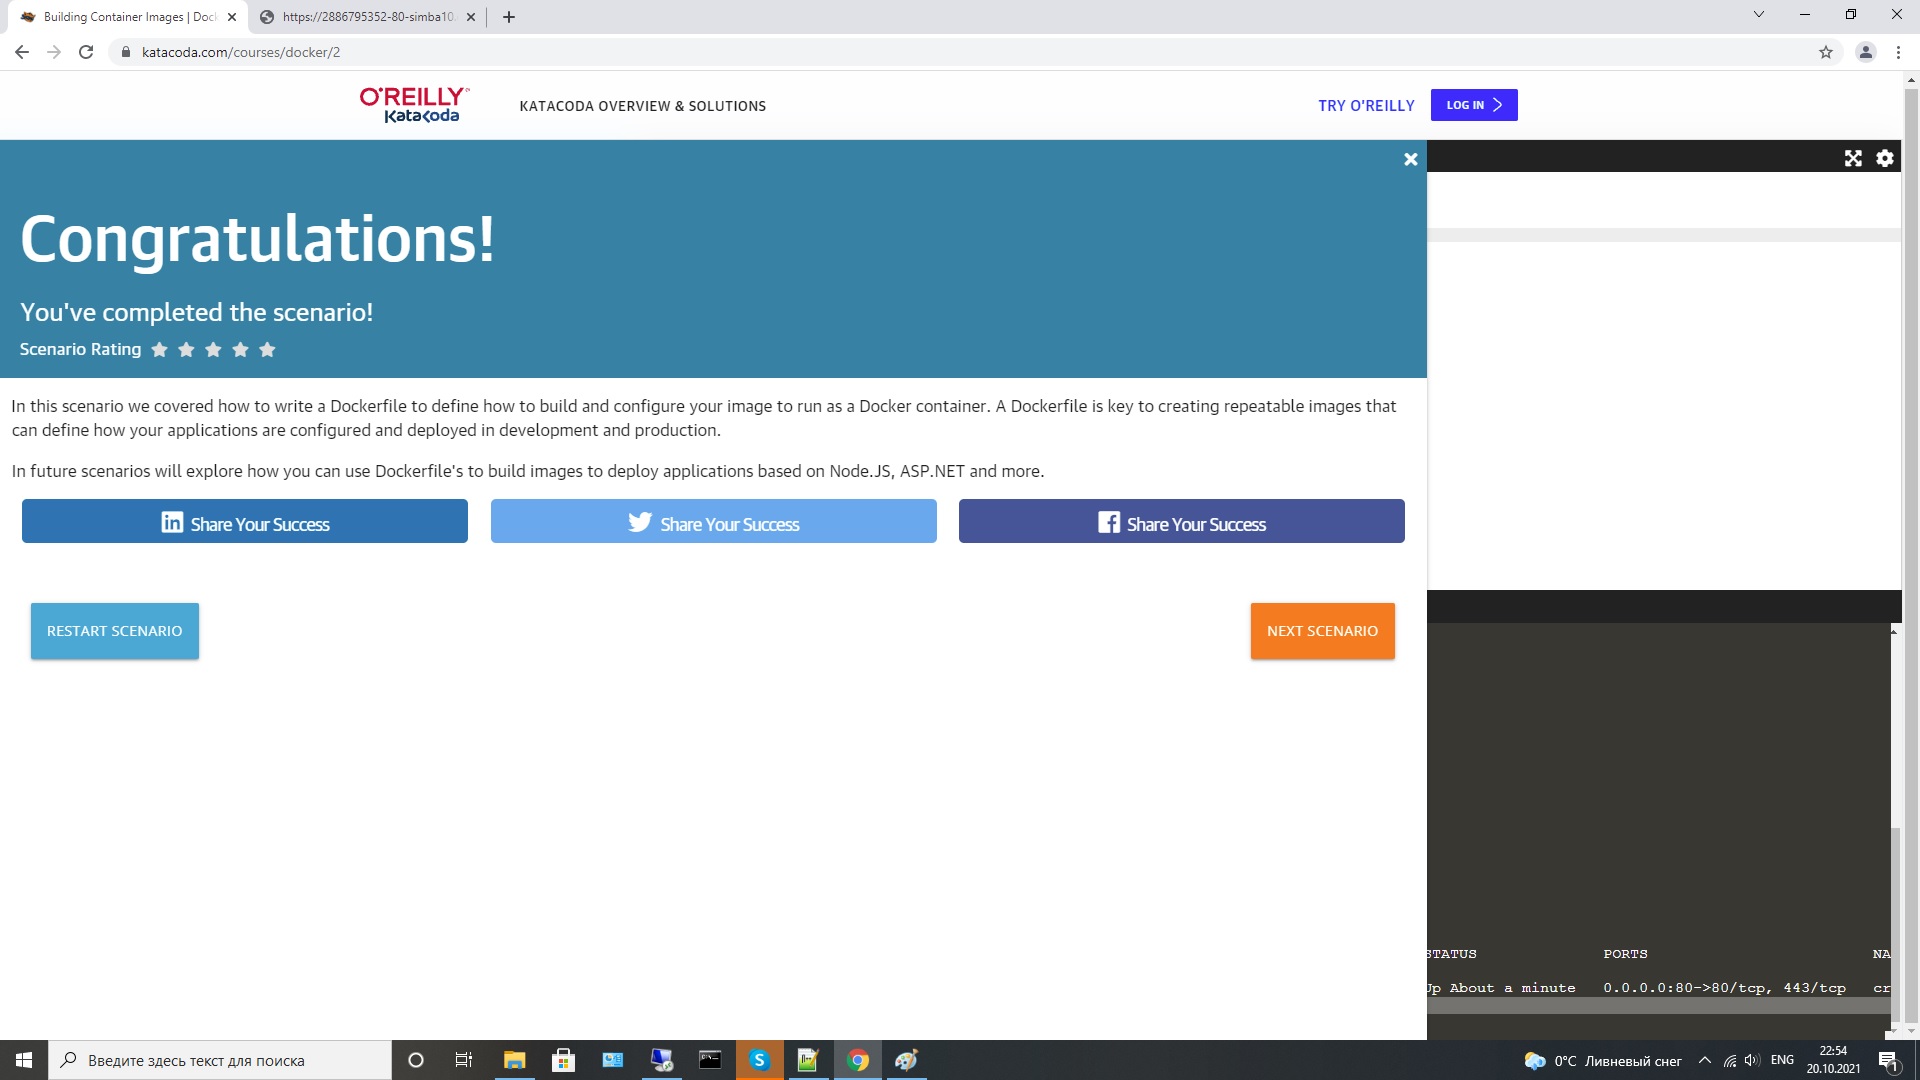 Building Container Images | Dock
https://2886795352-80-simba10.
katacoda.com/courses/docker/2
O'REILLY
Katacoda
KATACODA OVERVIEW & SOLUTIONS
TRY O'REILLY
LOG IN
Congratulations!
You've completed the scenario!
Scenario Rating
In this scenario we covered how to write a Dockerfile to define how to build and configure your image to run as a Docker container. A Dockerfile is key to creating repeatable images that
can define how your applications are configured and deployed in development and production.
In future scenarios will explore how you can use Dockerfile's to build images to deploy applications based on Node.JS, ASP.NET and more.
in Share Your Success
Share Your Success
Share Your Success
RESTART SCENARIO
NEXT SCENARIO
STATUS PORTS NA
Up About a minute 0.0.0.0:80->80/tcp, 443/tcp cr
Введите здесь текст для поиска
0°C Ливневый снег
ENG
22:54
20.10.2021
1